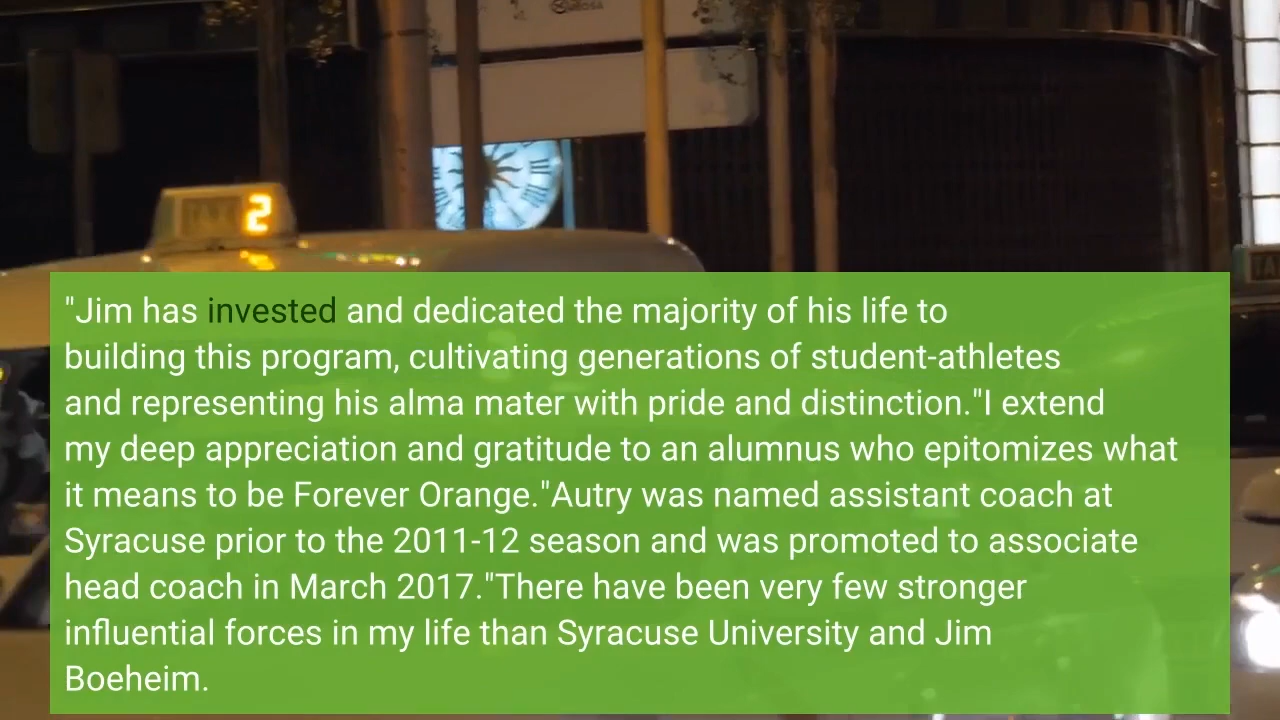 2
"Jim has invested and dedicated the majority of his life to
building this program, cultivating generations of student-athletes
and representing his alma mater with pride and distinction."I extend
my deep appreciation and gratitude to an alumnus who epitomizes what
it means to be Forever Orange."Autry was named assistant coach at
Syracuse prior to the 2011-12 season and was promoted to associate
head coach in March 2017."There have been very few stronger
influential forces in my life than Syracuse University and Jim
Boeheim.